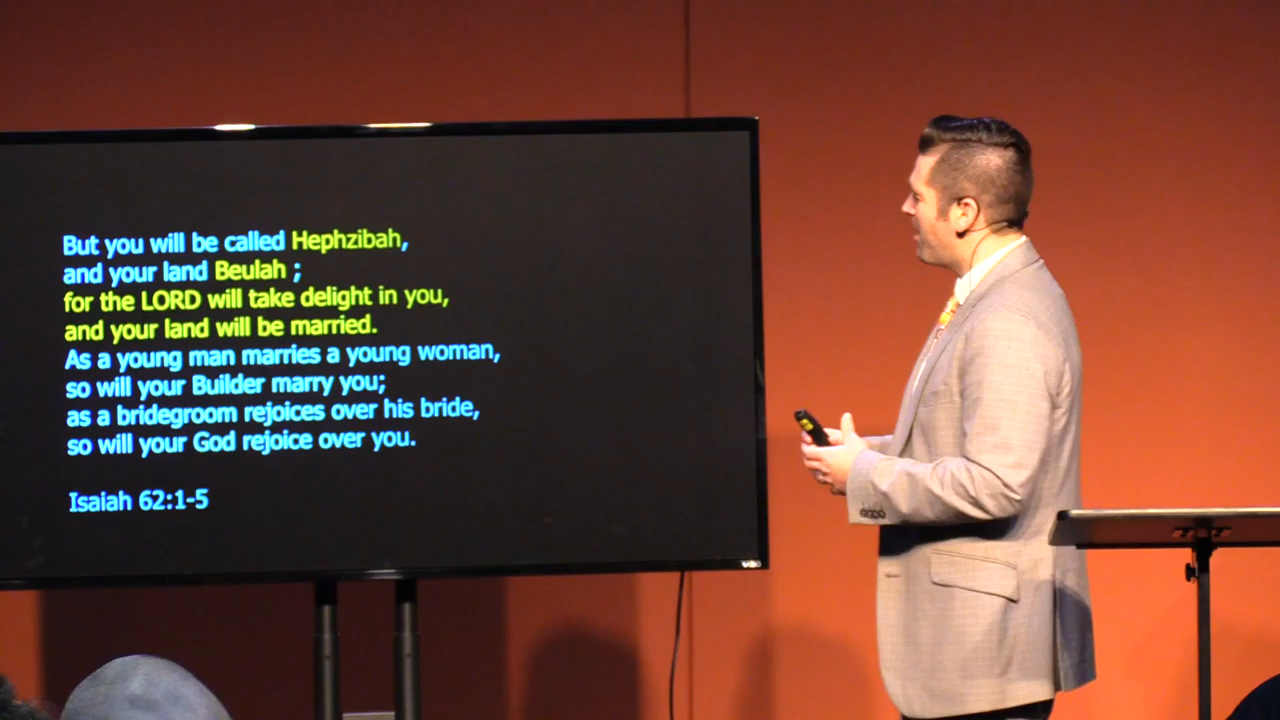 But you will be called Hephzibah,
and your land Beulah ;
for the LORD will take delight in you,
and your land will be married.
As a young man marries a young woman,
so will your Builder marry you;
as a bridegroom rejoices over his bride,
so will your God rejoice over you.
Isaiah 62:1-5
VIZIO